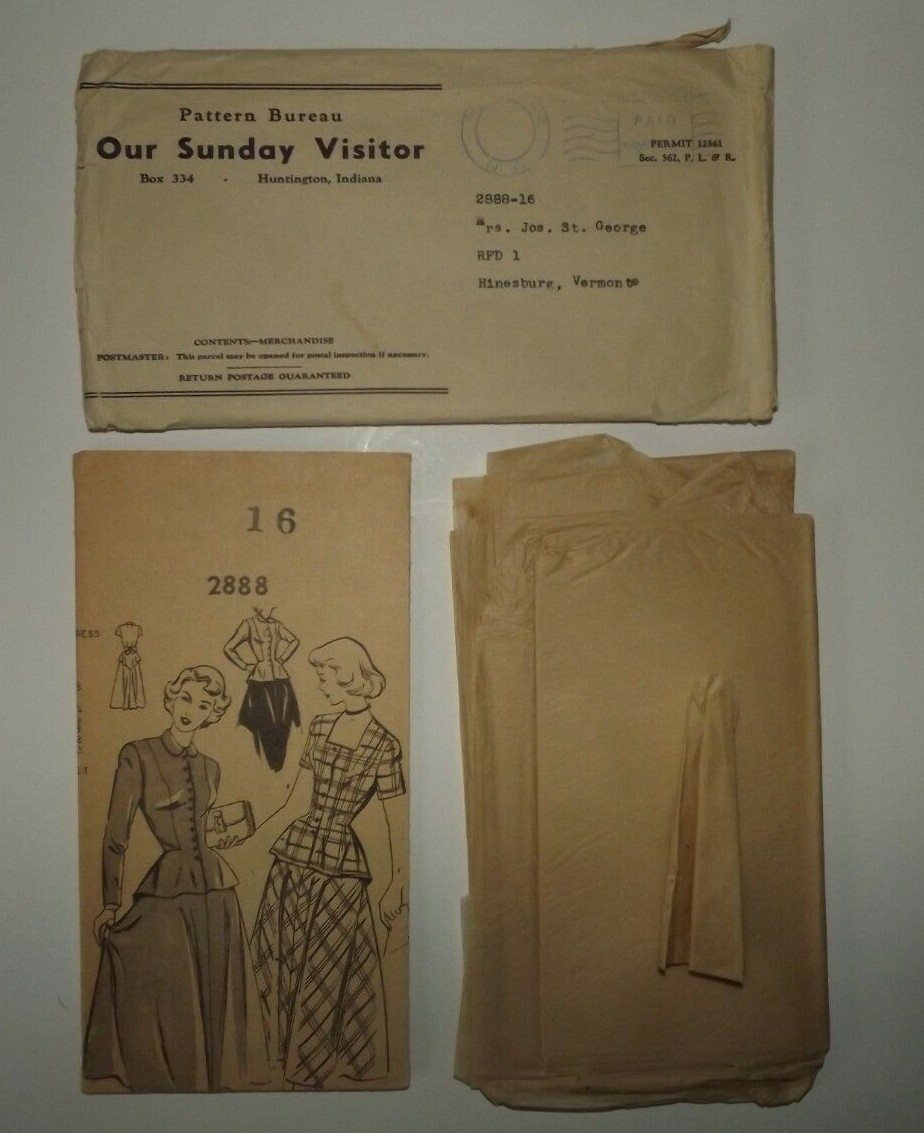 Pattern Bureau
Our Sunday Visitor
Box 334 - Huntington, Indiana
PAID
PERMIT 12861
Sec. 562, P. L. & R.
2888-16
Mrs. Jos. St. George
RFD 1
Hinesburg, Vermont
CONTENTS—MERCHANDISE
POSTMASTER: This parcel may be opened for postal inspection if necessary.
RETURN POSTAGE GUARANTEED
16
2888
RESS